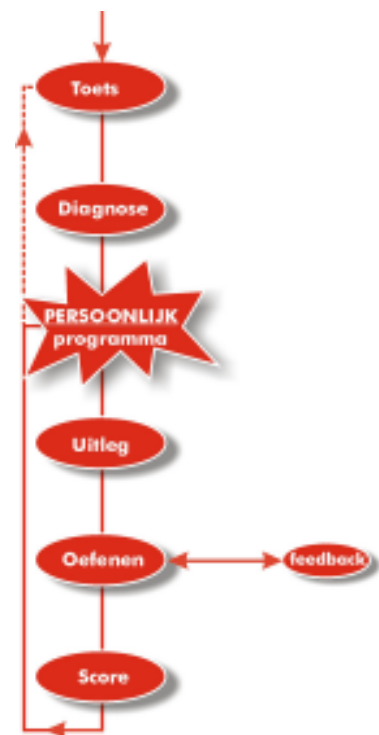 Toets
Diagnose
PERSOONLIJK
programma
Uitleg
Oefenen
feedback
Score